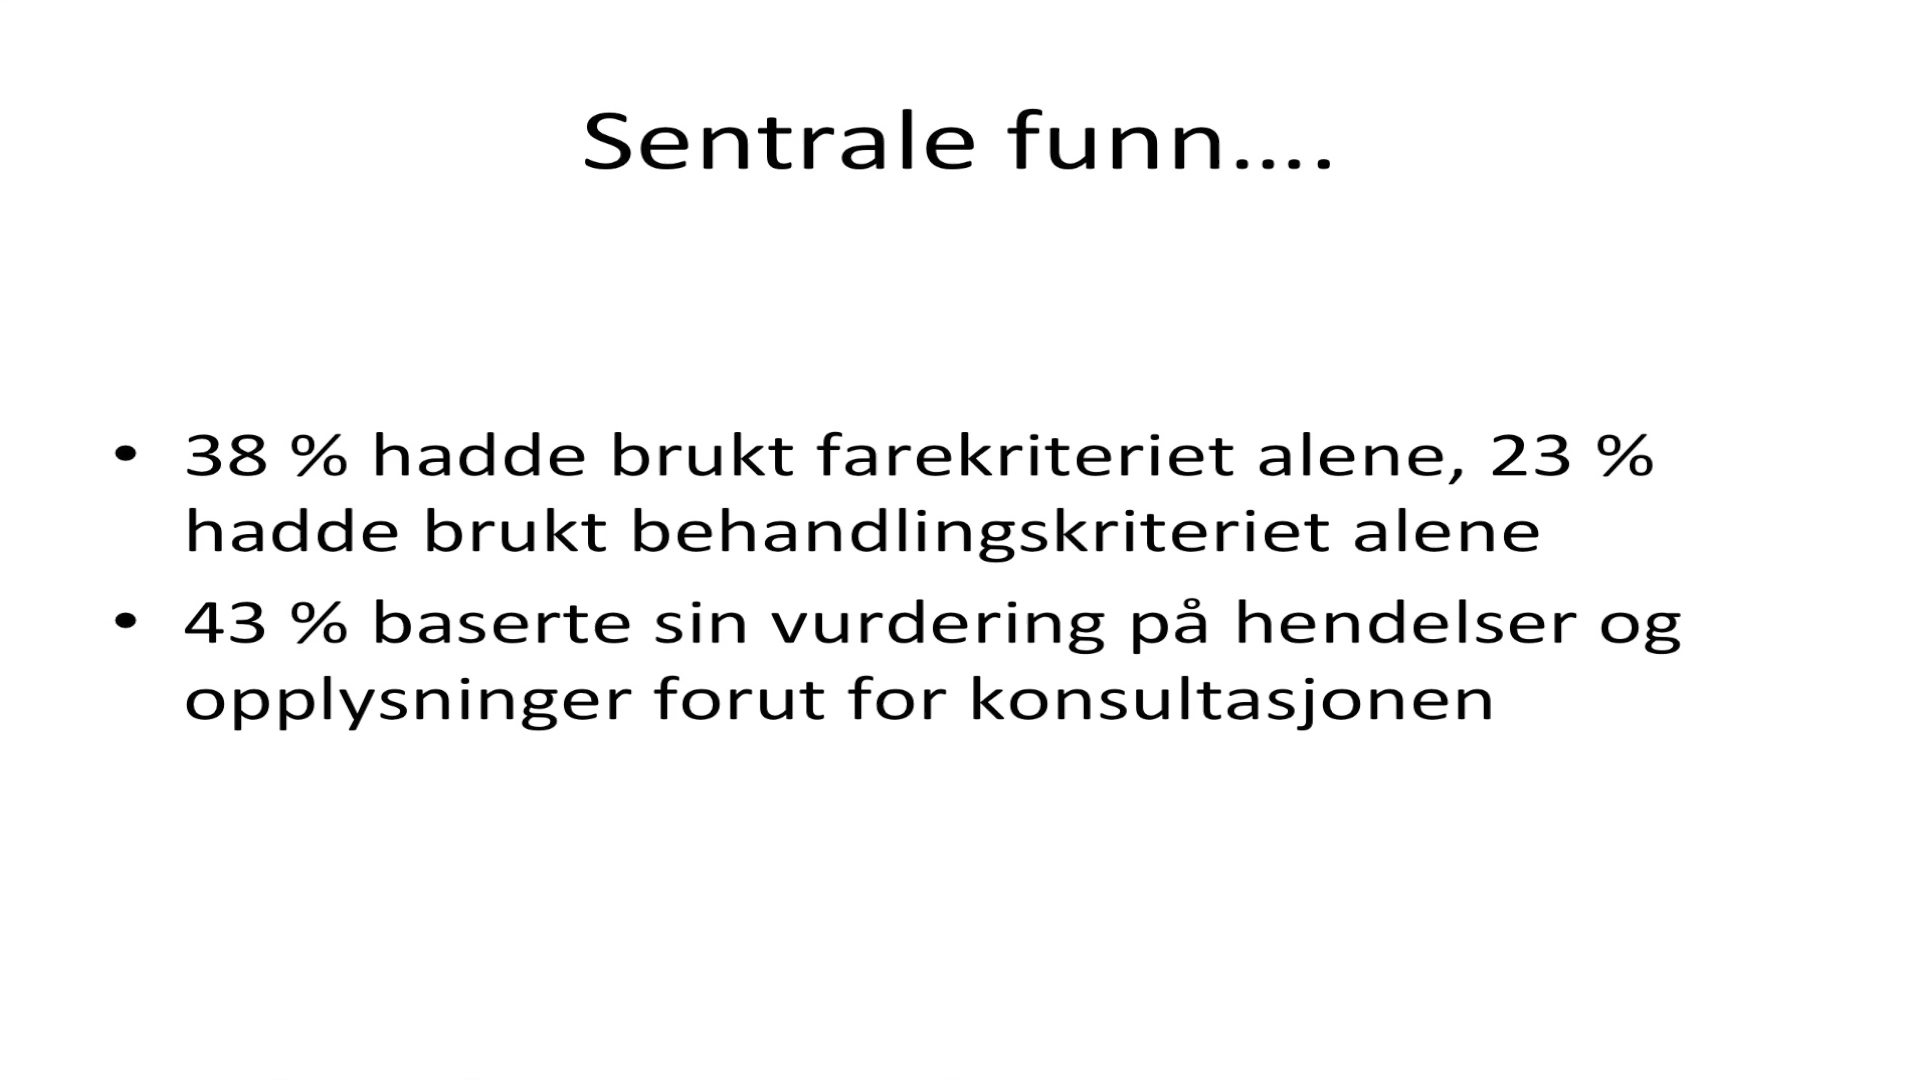 Sentrale funn….
• 38 % hadde brukt farekriteriet alene, 23 %
hadde brukt behandlingskriteriet alene
• 43 % baserte sin vurdering på hendelser og
opplysninger forut for konsultasjonen